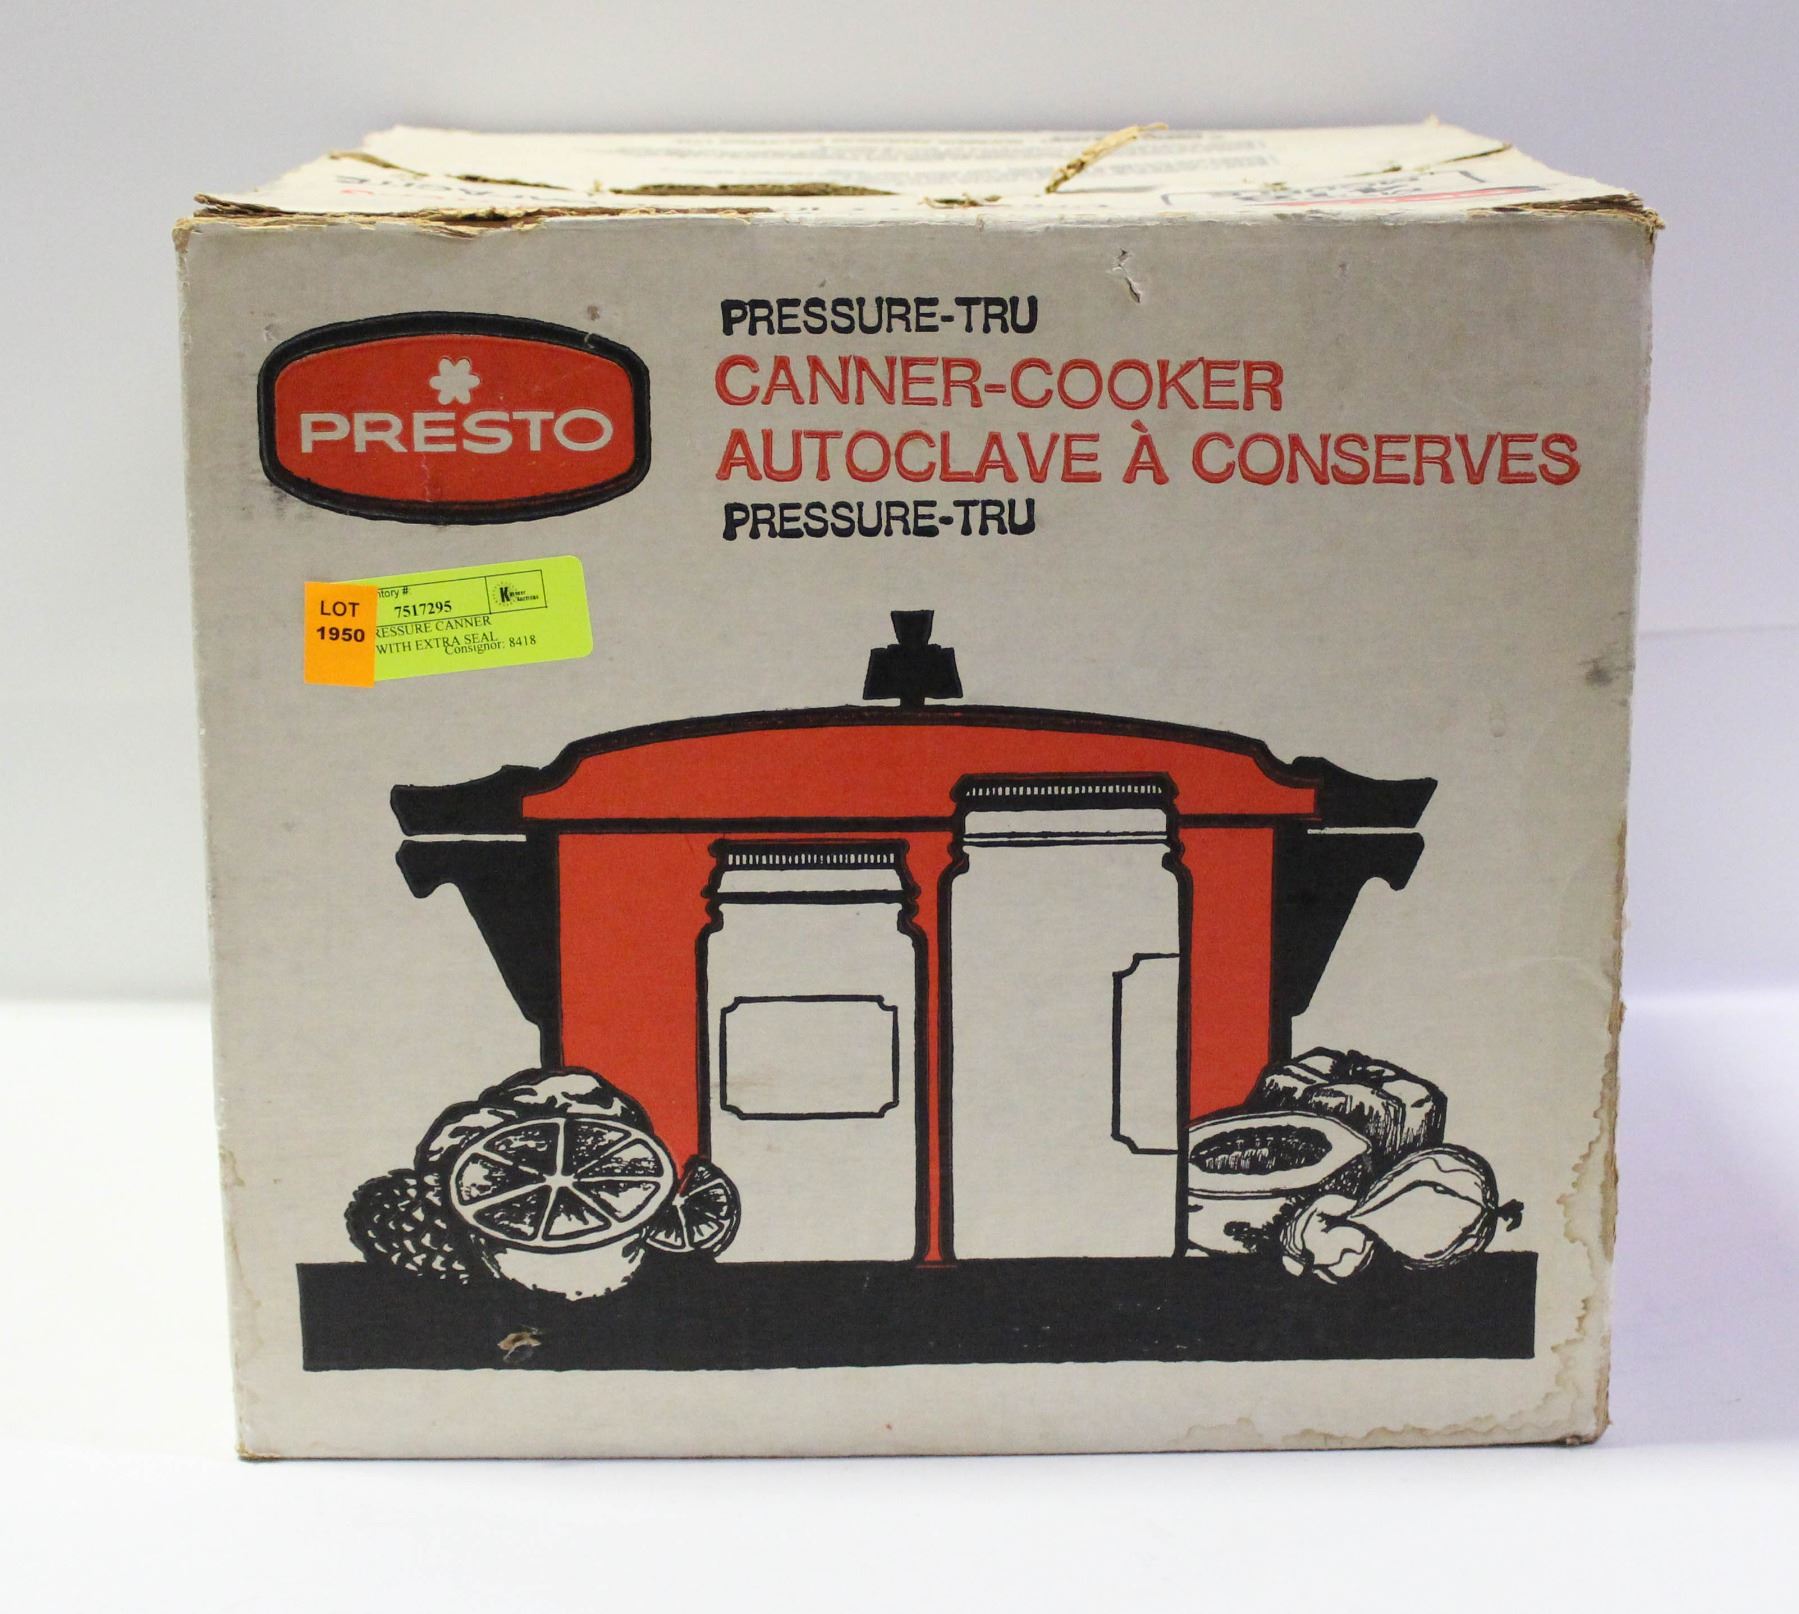 PRESTO
PRESSURE-TRU
CANNER-COOKER
AUTOCLAVE À CONSERVES
PRESSURE-TRU
LOT
1950
ntory #:
7517295
RESSURE CANNER
WITH EXTRA SEAL
Consignor: 8418